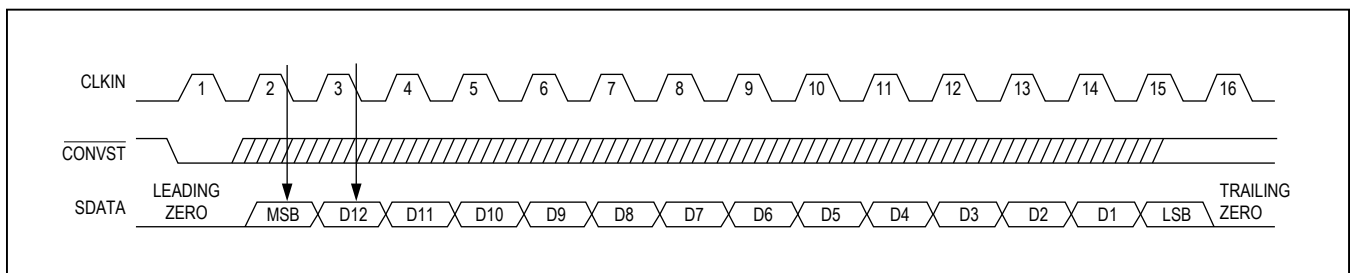 CLKIN 1 2 3 4 5 6 7 8 9 10 11 12 13 14 15 16
CONVST
LEADING
ZERO
TRAILING
ZERO
SDATA MSB D12 D11 D10 D9 D8 D7 D6 D5 D4 D3 D2 D1 LSB